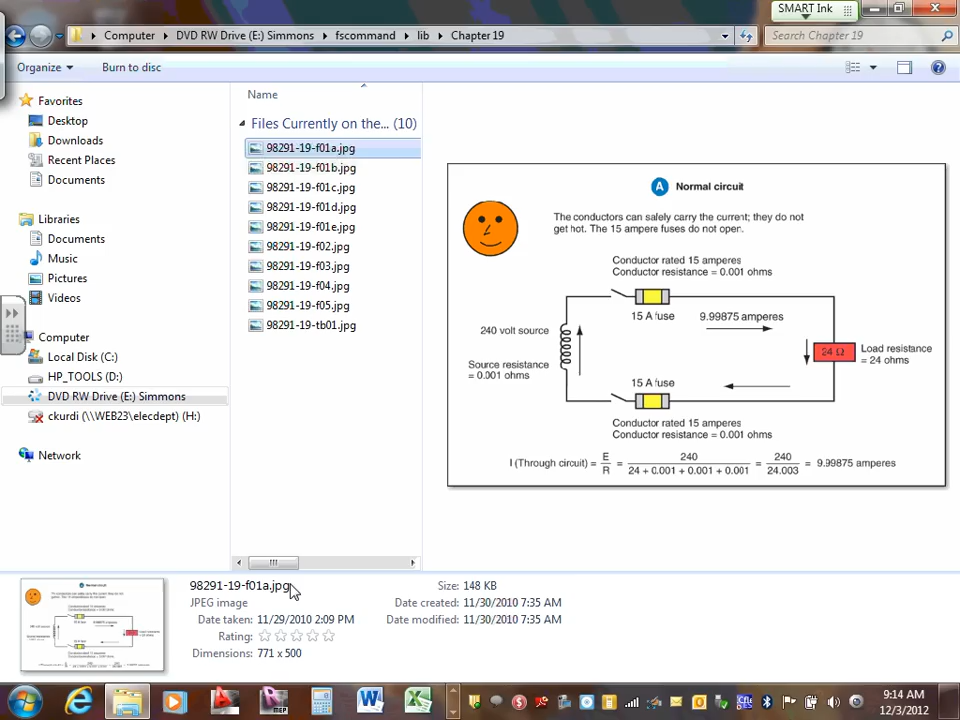 SMART Ink
Computer DVD RW Drive (E:) Simmons fscommand lib Chapter 19
Search Chapter 19
Organize Burn to disc
Favorites
Desktop
Downloads
Recent Places
Documents
Libraries
Documents
Music
Pictures
Videos
Computer
Local Disk (C:)
HP_TOOLS (D:)
DVD RW Drive (E:) Simmons
ckurdi (\\WEB23\elecdept) (H:)
Network
Name
Files Currently on the... (10)
98291-19-f01a.jpg
98291-19-f01b.jpg
98291-19-f01c.jpg
98291-19-f01d.jpg
98291-19-f01e.jpg
98291-19-f02.jpg
98291-19-f03.jpg
98291-19-f04.jpg
98291-19-f05.jpg
98291-19-tb01.jpg
A Normal circuit
The conductors can safely carry the current; they do not
get hot. The 15 ampere fuses do not open.
Conductor rated 15 amperes
Conductor resistance = 0.001 ohms
15 A fuse
9.99875 amperes
240 volt source
Source resistance
= 0.001 ohms
24 Ω
Load resistance
= 24 ohms
15 A fuse
Conductor rated 15 amperes
Conductor resistance = 0.001 ohms
I (Through circuit) = E/R = 240/(24 + 0.001 + 0.001 + 0.001) = 240/24.003 = 9.99875 amperes
98291-19-f01a.jpg
JPEG image
Date taken: 11/29/2010 2:09 PM
Rating:
Dimensions: 771 x 500
Size: 148 KB
Date created: 11/30/2010 7:35 AM
Date modified: 11/30/2010 7:35 AM
9:14 AM
12/3/2012